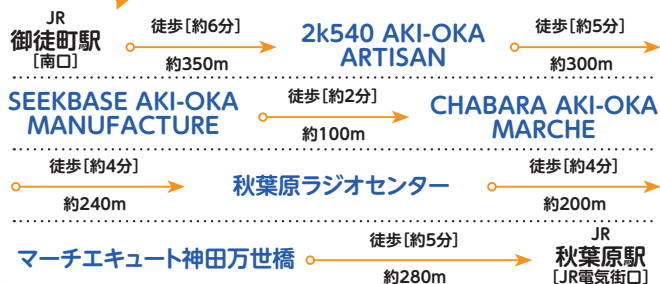 JR
御徒町駅
[南口]
徒歩[約6分]
約350m
2k540 AKI-OKA
ARTISAN
徒歩[約5分]
約300m
SEEKBASE AKI-OKA
MANUFACTURE
徒歩[約2分]
約100m
CHABARA AKI-OKA
MARCHE
徒歩[約4分]
約240m
秋葉原ラジオセンター
徒歩[約4分]
約200m
マーチエキュート神田万世橋
徒歩[約5分]
約280m
JR
秋葉原駅
[JR電気街口]